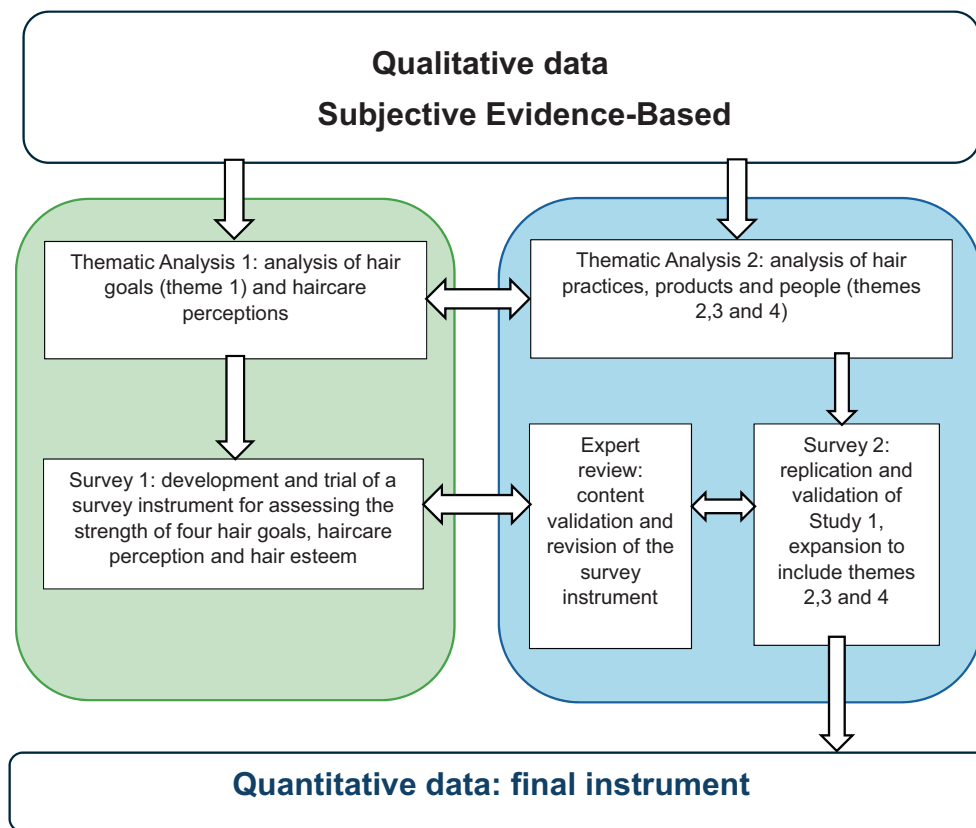 Qualitative data
Subjective Evidence-Based
Thematic Analysis 1: analysis of hair
goals (theme 1) and haircare
perceptions
Thematic Analysis 2: analysis of hair
practices, products and people (themes
2,3 and 4)
Survey 1: development and trial of a
survey instrument for assessing the
strength of four hair goals, haircare
perception and hair esteem
Expert
review:
content
validation and
revision of the
survey
instrument
Survey 2:
replication and
validation of
Study 1,
expansion to
include themes
2,3 and 4
Quantitative data: final instrument